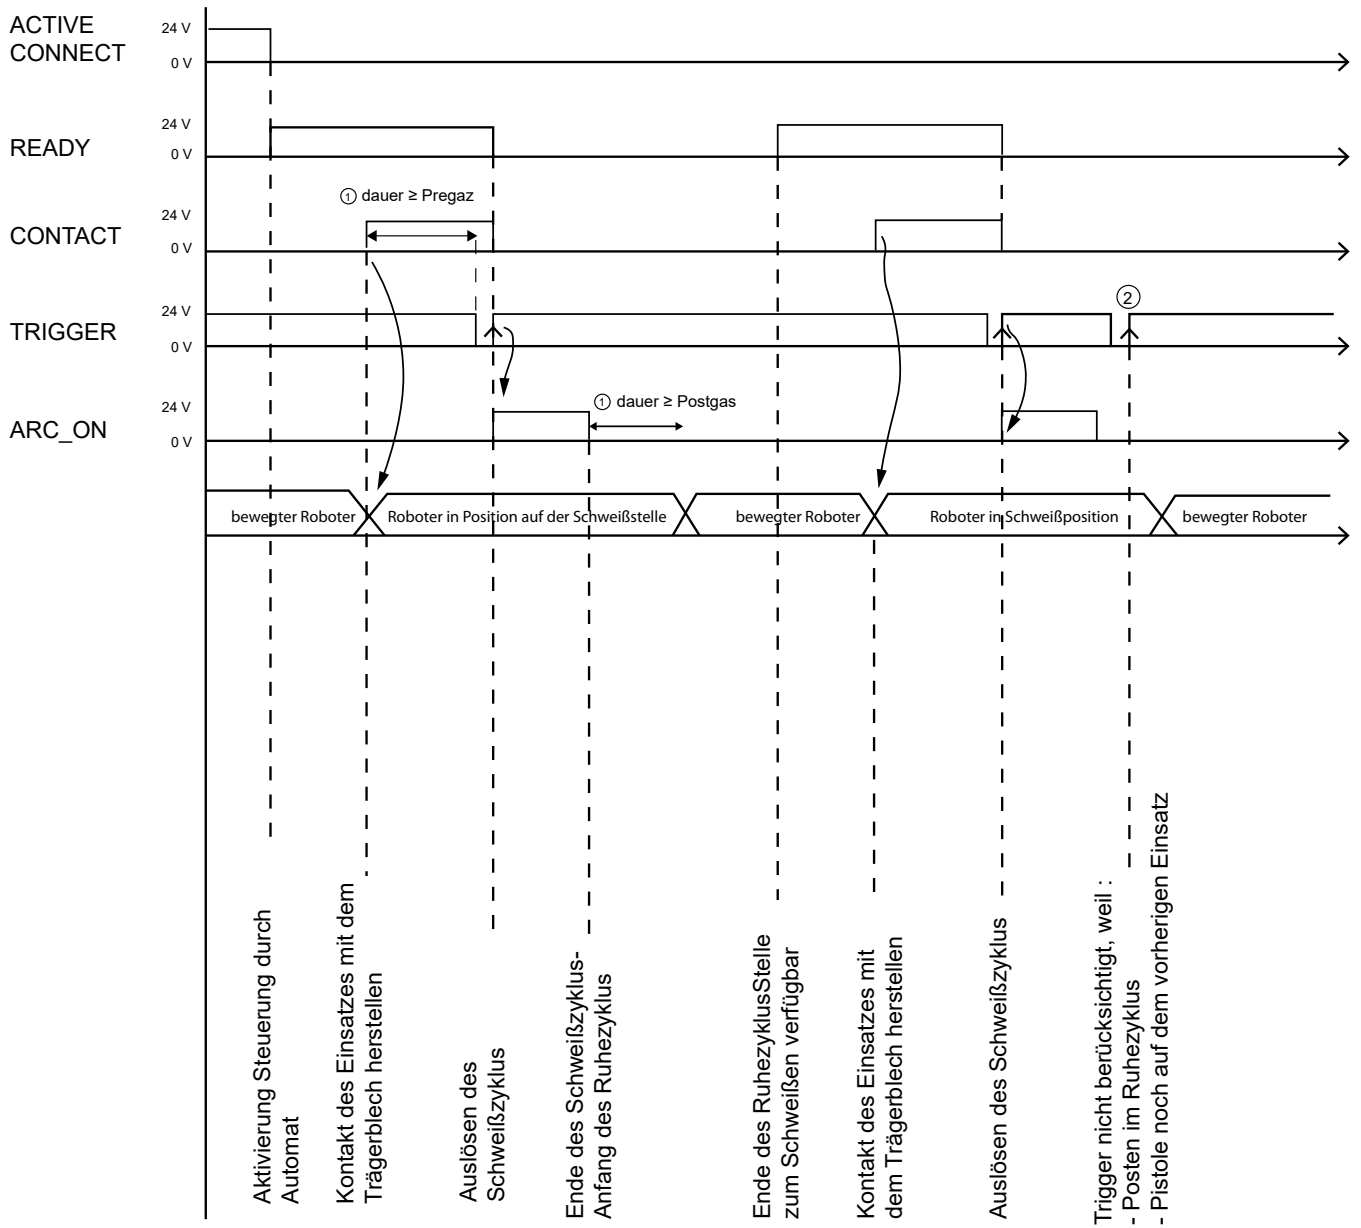 ACTIVE
CONNECT
24 V
0 V
READY
24 V
0 V
① dauer ≥ Pregaz
CONTACT
24 V
0 V
TRIGGER
24 V
0 V
②
ARC_ON
24 V
0 V
① dauer ≥ Postgas
bewegter Roboter
Roboter in Position auf der Schweißstelle
bewegter Roboter
Roboter in Schweißposition
bewegter Roboter
Aktivierung Steuerung durch
Automat
Kontakt des Einsatzes mit dem
Trägerblech herstellen
Auslösen des
Schweißzyklus
Ende des Schweißzyklus-
Anfang des Ruhezyklus
Ende des RuhezyklusStelle
zum Schweißen verfügbar
Kontakt des Einsatzes mit
dem Trägerblech herstellen
Auslösen des Schweißzyklus
Trigger nicht berücksichtigt, weil :
- Posten im Ruhezyklus
- Pistole noch auf dem vorherigen Einsatz